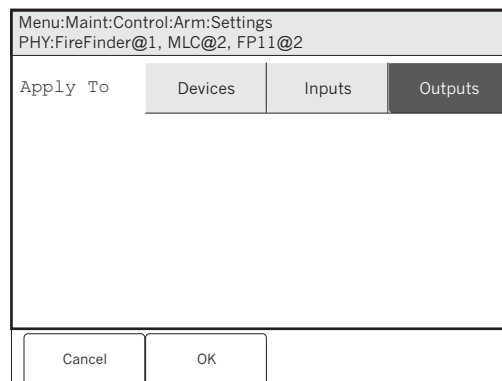 Menu:Maint:Control:Arm:Settings
PHY:FireFinder@1, MLC@2, FP11@2
Apply To Devices Inputs Outputs
Cancel OK